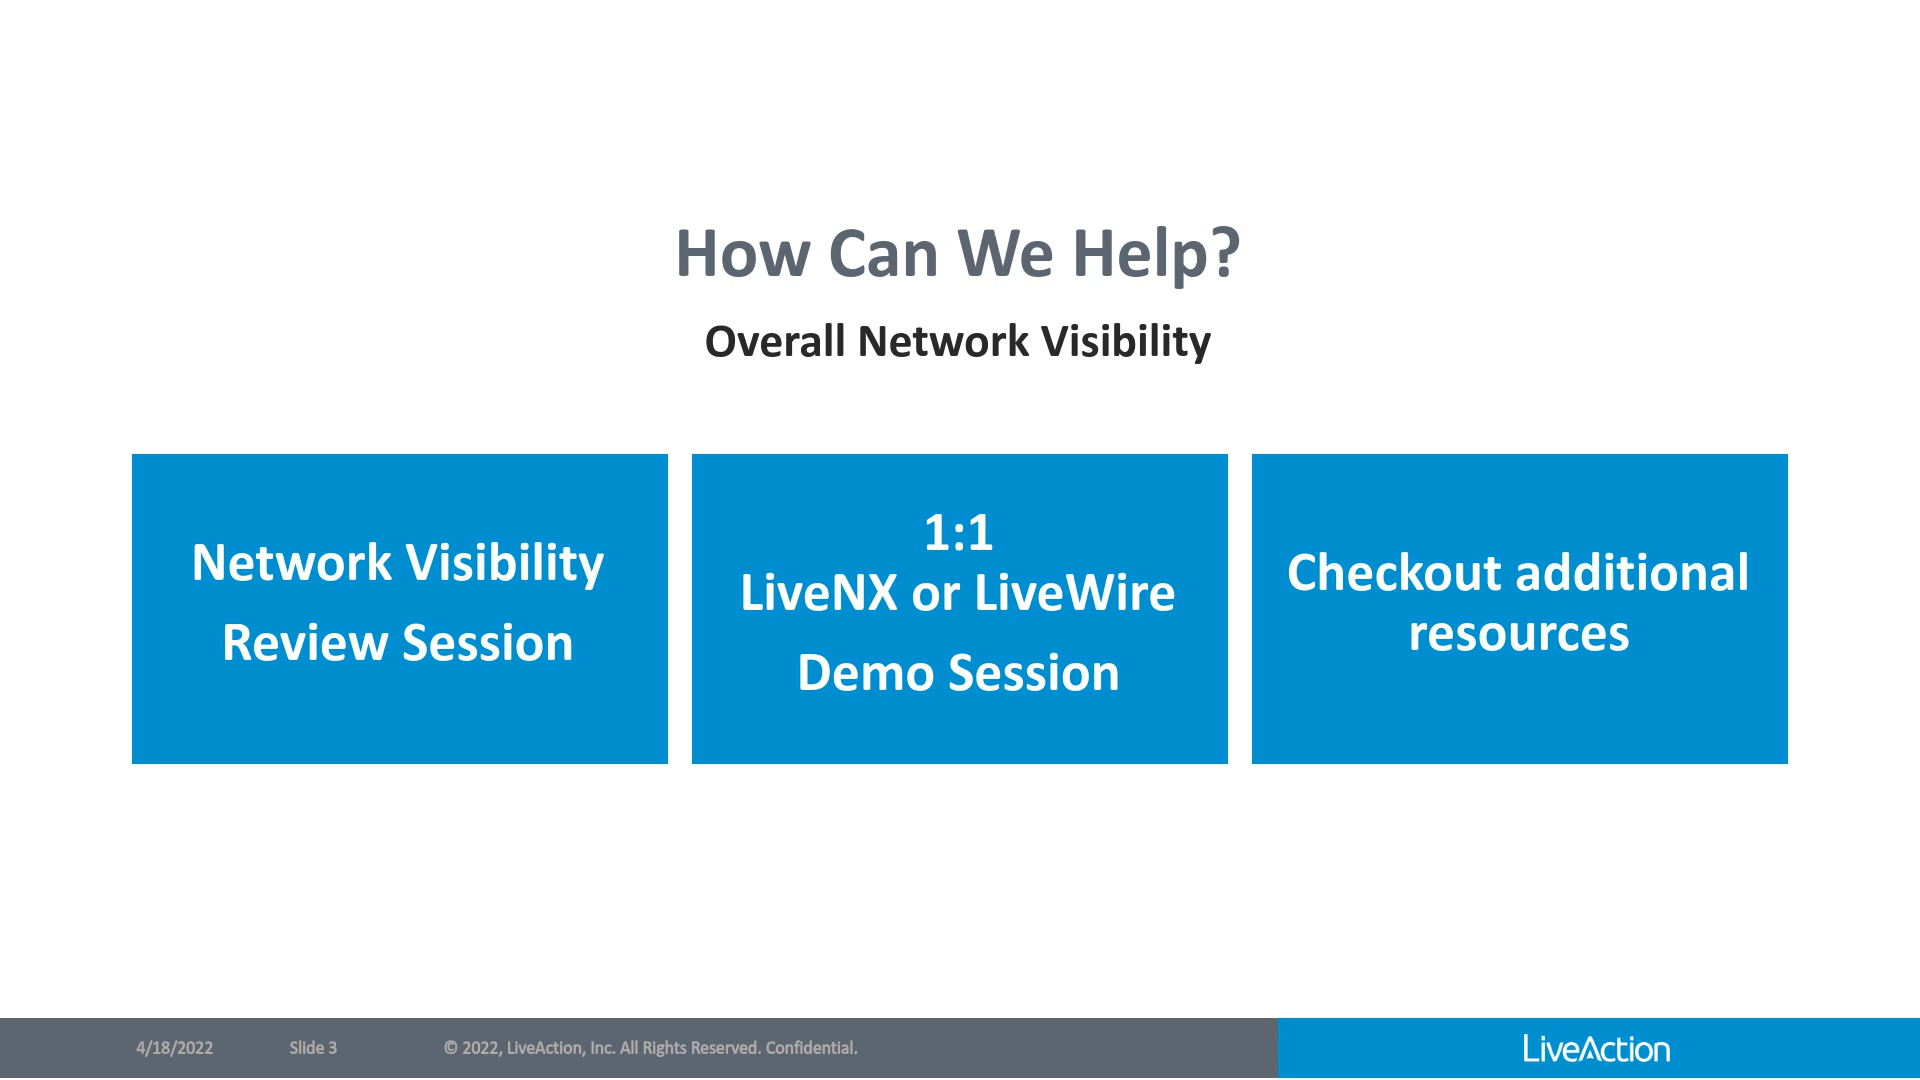 How Can We Help?
Overall Network Visibility
Network Visibility
Review Session
1:1
LiveNX or LiveWire
Demo Session
Checkout additional
resources
4/18/2022
Slide 3
© 2022, LiveAction, Inc. All Rights Reserved. Confidential.
LiveAction